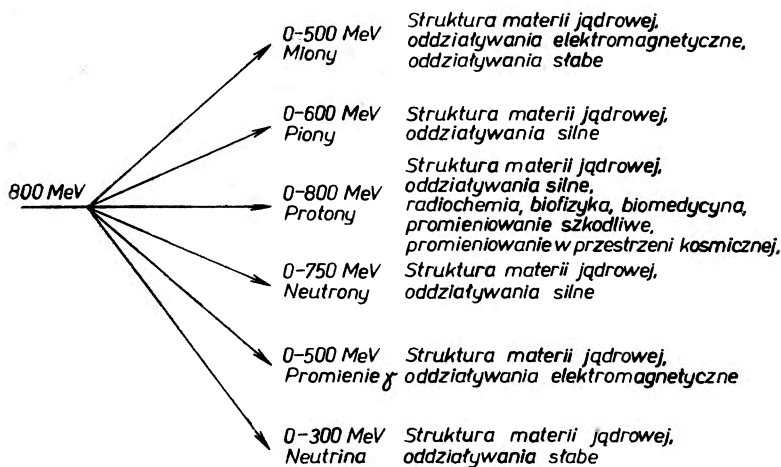 0-500 MeV Struktura materii jądrowej,
Miony oddziaływania elektromagnetyczne,
oddziaływania słabe
0-600 MeV Struktura materii jądrowej,
Piony oddziaływania silne
800 MeV
0-800 MeV Struktura materii jądrowej,
Protony oddziaływania silne,
radiochemia, biofizyka, biomedycyna,
promieniowanie szkodliwe,
promieniowanie w przestrzeni kosmicznej,
0-750 MeV Struktura materii jądrowej,
Neutrony oddziaływania silne
0-500 MeV Struktura materii jądrowej,
Promienie γ oddziaływania elektromagnetyczne
0-300 MeV Struktura materii jądrowej,
Neutrina oddziaływania słabe